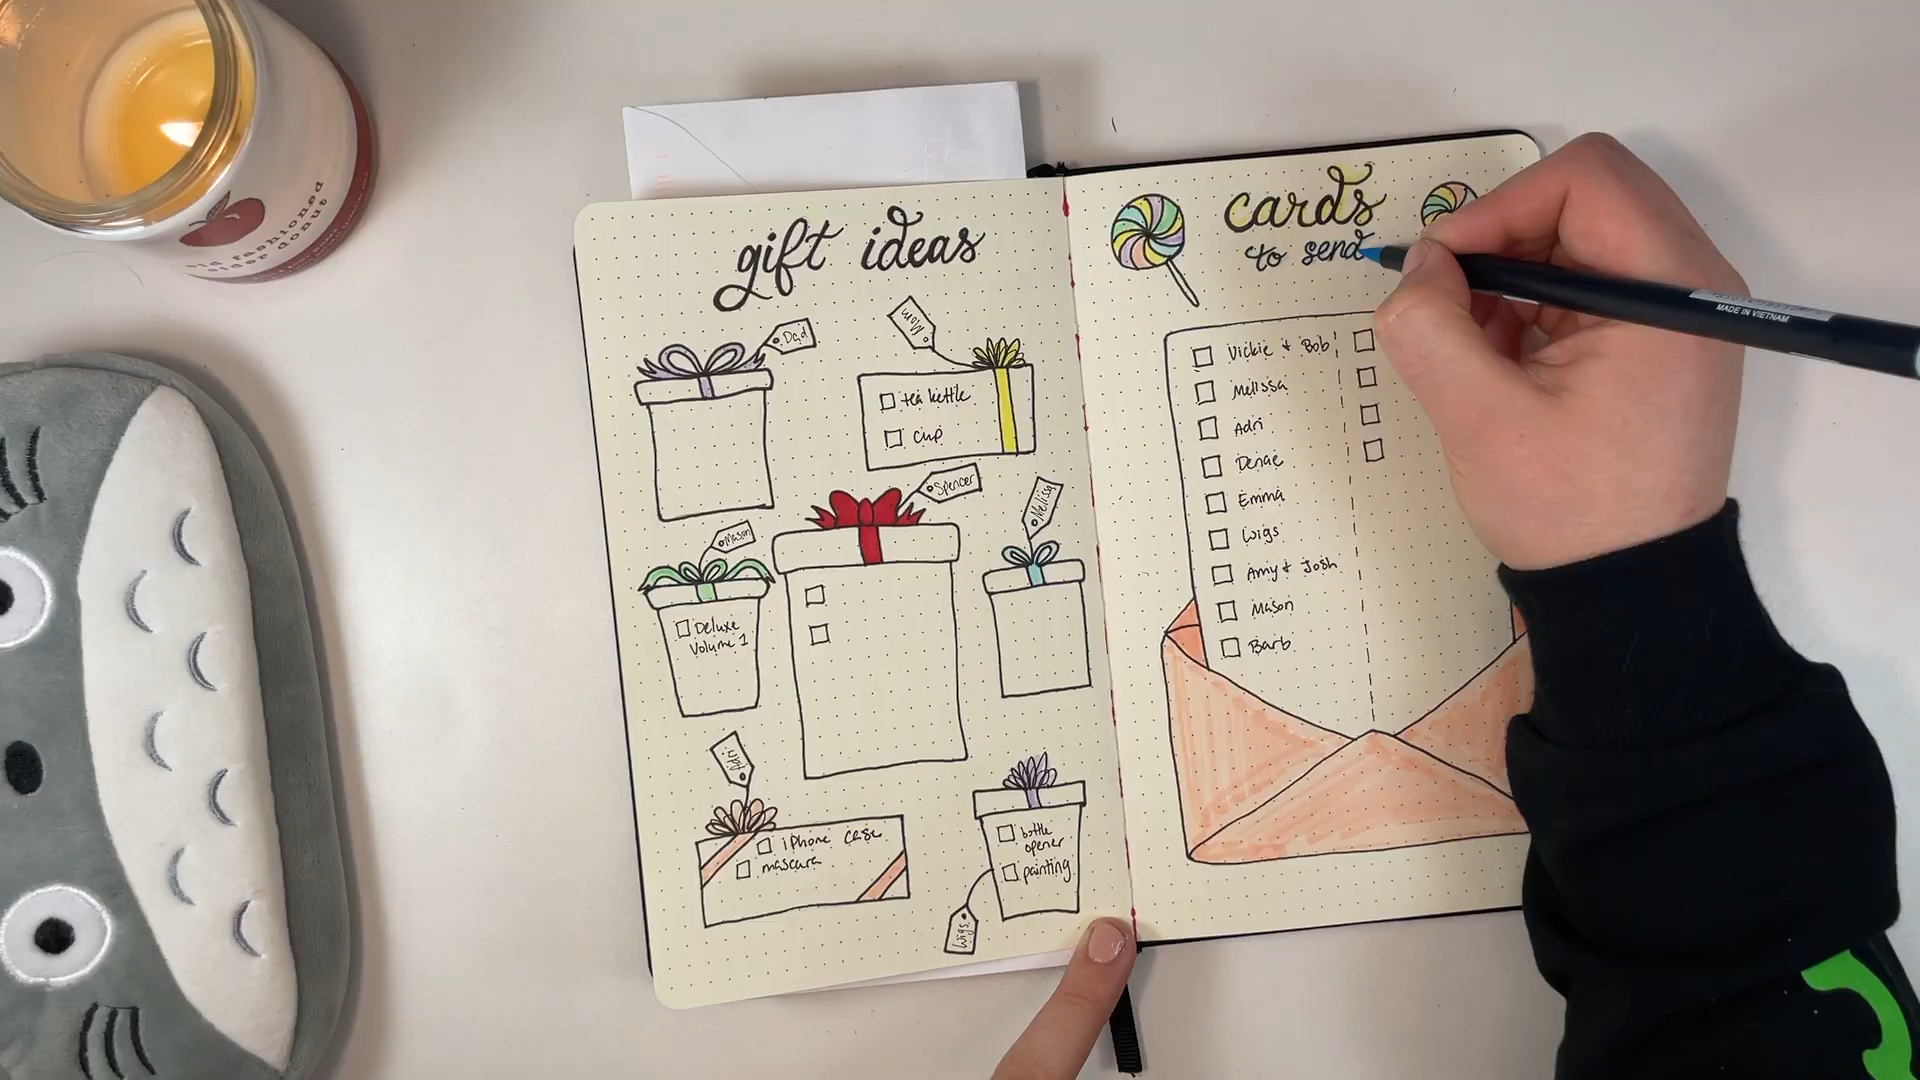 old fashioned
cider donut
gift ideas
Dad
Mom
tea kettle
cup
Spencer
Melissa
Mason
Deluxe
Volume 1
Adri
iphone case
mascara
bottle
opener
painting
Wigs
cards
to send
Vickie + Bob
Melissa
Adri
Denae
Emma
Wigs
Amy + Josh
Mason
Barb
MADE IN VIETNAM